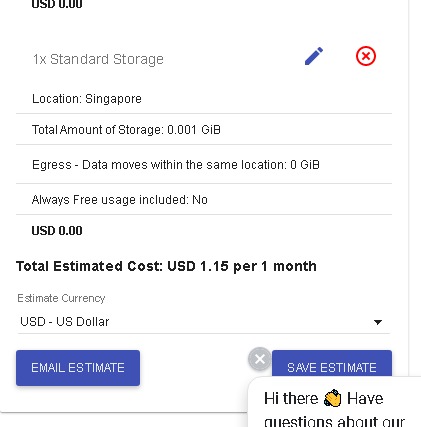 USD 0.00
1x Standard Storage
Location: Singapore
Total Amount of Storage: 0.001 GiB
Egress - Data moves within the same location: 0 GiB
Always Free usage included: No
USD 0.00
Total Estimated Cost: USD 1.15 per 1 month
Estimate Currency
USD - US Dollar
EMAIL ESTIMATE
SAVE ESTIMATE
Hi there 👋 Have
questions about our